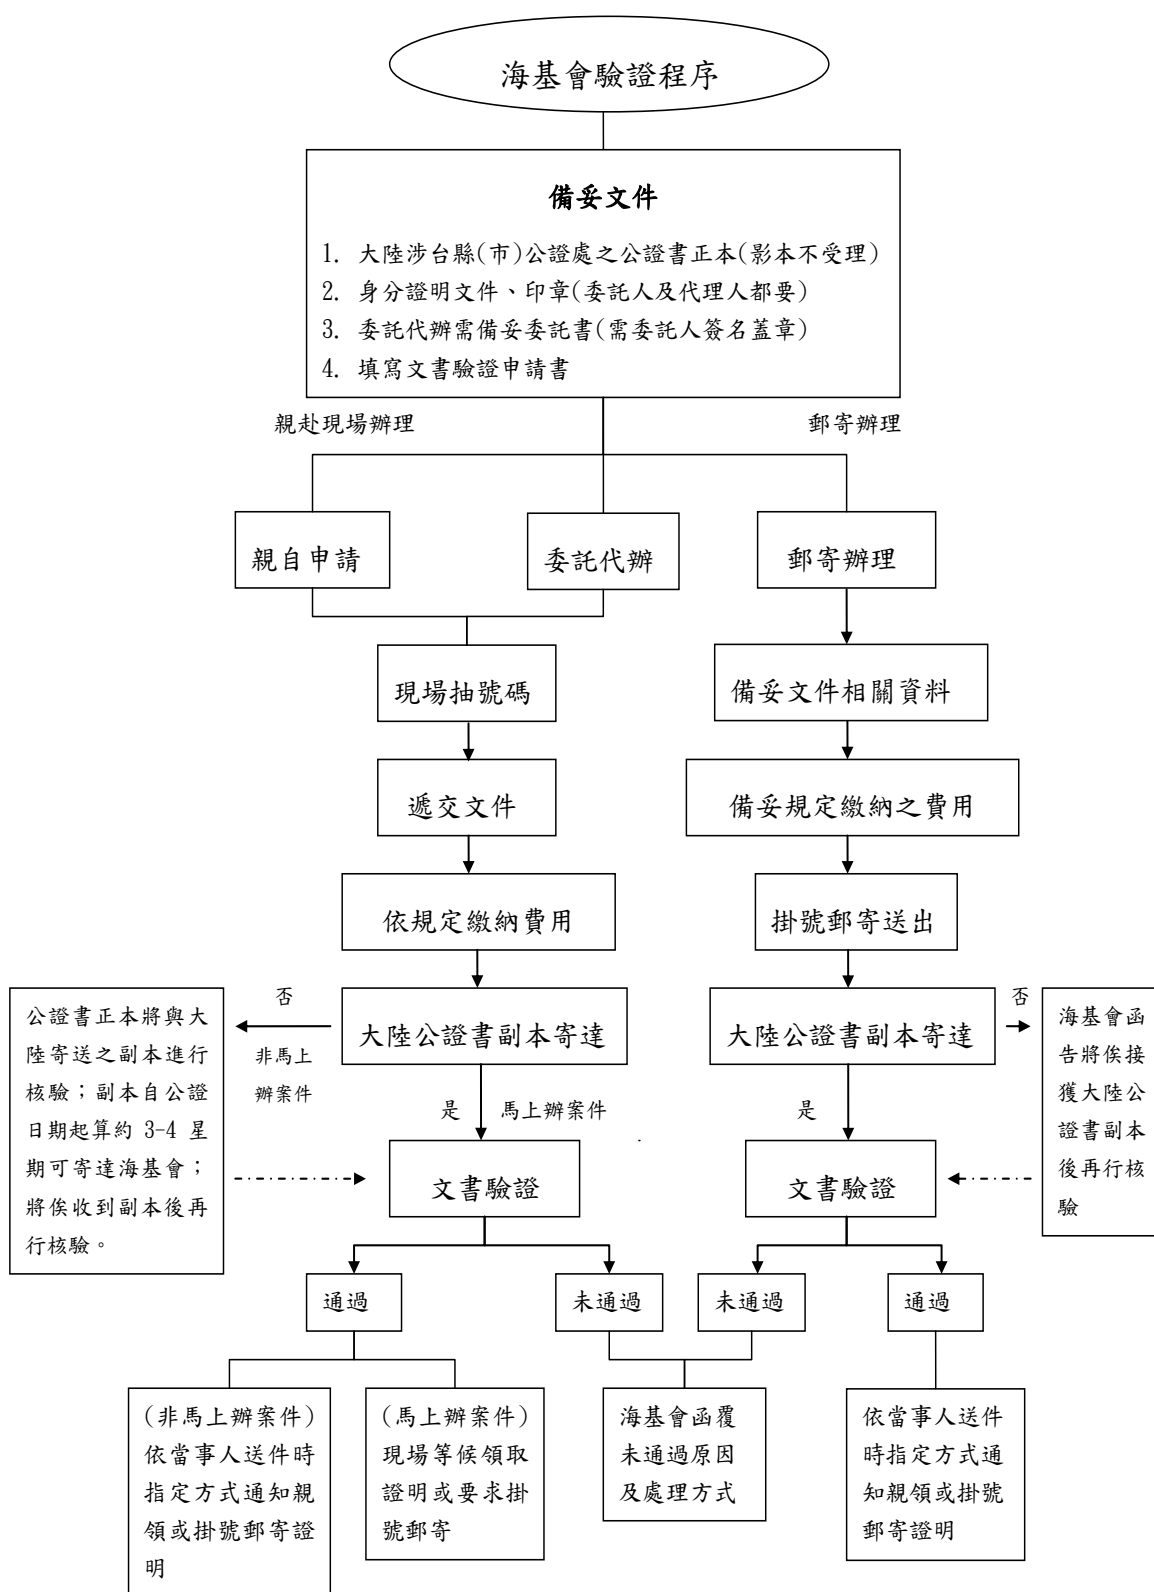 海基會驗證程序
備妥文件
1. 大陸涉台縣(市)公證處之公證書正本(影本不受理)
2. 身分證明文件、印章(委託人及代理人都要)
3. 委託代辦需備妥委託書(需委託人簽名蓋章)
4. 填寫文書驗證申請書
親赴現場辦理
郵寄辦理
親自申請
委託代辦
郵寄辦理
現場抽號碼
備妥文件相關資料
遞交文件
備妥規定繳納之費用
依規定繳納費用
掛號郵寄送出
公證書正本將與大
陸寄送之副本進行
核驗；副本自公證
日期起算約 3-4 星
期可寄達海基會；
將俟收到副本後再
行核驗。
否
非馬上
辦案件
大陸公證書副本寄達
大陸公證書副本寄達
否
海基會函
告將俟接
獲大陸公
證書副本
後再行核
驗
是
馬上辦案件
是
文書驗證
文書驗證
通過
未通過
未通過
通過
(非馬上辦案件)
依當事人送件時
指定方式通知親
領或掛號郵寄證
明
(馬上辦案件)
現場等候領取
證明或要求掛
號郵寄
海基會函覆
未通過原因
及處理方式
依當事人送件
時指定方式通
知親領或掛號
郵寄證明